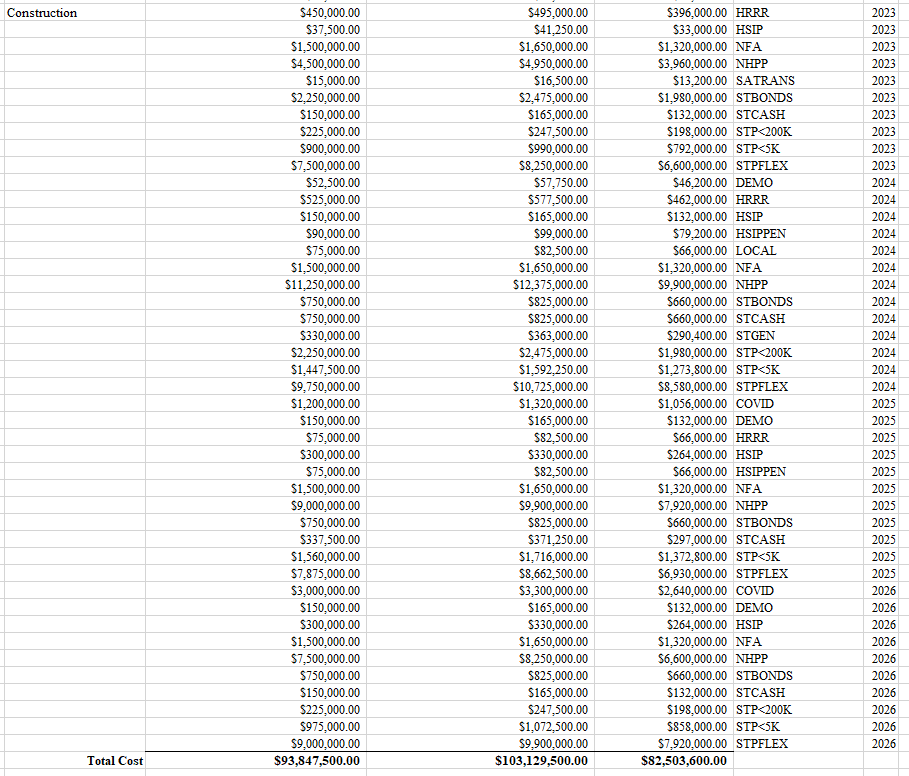 Construction $450,000.00 $495,000.00 $396,000.00 HRRR 2023
$37,500.00 $41,250.00 $33,000.00 HSIP 2023
$1,500,000.00 $1,650,000.00 $1,320,000.00 NFA 2023
$4,500,000.00 $4,950,000.00 $3,960,000.00 NHPP 2023
$15,000.00 $16,500.00 $13,200.00 SATRANS 2023
$2,250,000.00 $2,475,000.00 $1,980,000.00 STBONDS 2023
$150,000.00 $165,000.00 $132,000.00 STCASH 2023
$225,000.00 $247,500.00 $198,000.00 STP<200K 2023
$900,000.00 $990,000.00 $792,000.00 STP<5K 2023
$7,500,000.00 $8,250,000.00 $6,600,000.00 STPFLEX 2023
$52,500.00 $57,750.00 $46,200.00 DEMO 2024
$525,000.00 $577,500.00 $462,000.00 HRRR 2024
$150,000.00 $165,000.00 $132,000.00 HSIP 2024
$90,000.00 $99,000.00 $79,200.00 HSIPPEN 2024
$75,000.00 $82,500.00 $66,000.00 LOCAL 2024
$1,500,000.00 $1,650,000.00 $1,320,000.00 NFA 2024
$11,250,000.00 $12,375,000.00 $9,900,000.00 NHPP 2024
$750,000.00 $825,000.00 $660,000.00 STBONDS 2024
$750,000.00 $825,000.00 $660,000.00 STCASH 2024
$330,000.00 $363,000.00 $290,400.00 STGEN 2024
$2,250,000.00 $2,475,000.00 $1,980,000.00 STP<200K 2024
$1,447,500.00 $1,592,250.00 $1,273,800.00 STP<5K 2024
$9,750,000.00 $10,725,000.00 $8,580,000.00 STPFLEX 2024
$1,200,000.00 $1,320,000.00 $1,056,000.00 COVID 2025
$150,000.00 $165,000.00 $132,000.00 DEMO 2025
$75,000.00 $82,500.00 $66,000.00 HRRR 2025
$300,000.00 $330,000.00 $264,000.00 HSIP 2025
$75,000.00 $82,500.00 $66,000.00 HSIPPEN 2025
$1,500,000.00 $1,650,000.00 $1,320,000.00 NFA 2025
$9,000,000.00 $9,900,000.00 $7,920,000.00 NHPP 2025
$750,000.00 $825,000.00 $660,000.00 STBONDS 2025
$337,500.00 $371,250.00 $297,000.00 STCASH 2025
$1,560,000.00 $1,716,000.00 $1,372,800.00 STP<5K 2025
$7,875,000.00 $8,662,500.00 $6,930,000.00 STPFLEX 2025
$3,000,000.00 $3,300,000.00 $2,640,000.00 COVID 2026
$150,000.00 $165,000.00 $132,000.00 DEMO 2026
$300,000.00 $330,000.00 $264,000.00 HSIP 2026
$1,500,000.00 $1,650,000.00 $1,320,000.00 NFA 2026
$7,500,000.00 $8,250,000.00 $6,600,000.00 NHPP 2026
$750,000.00 $825,000.00 $660,000.00 STBONDS 2026
$150,000.00 $165,000.00 $132,000.00 STCASH 2026
$225,000.00 $247,500.00 $198,000.00 STP<200K 2026
$975,000.00 $1,072,500.00 $858,000.00 STP<5K 2026
$9,000,000.00 $9,900,000.00 $7,920,000.00 STPFLEX 2026
Total Cost $93,847,500.00 $103,129,500.00 $82,503,600.00